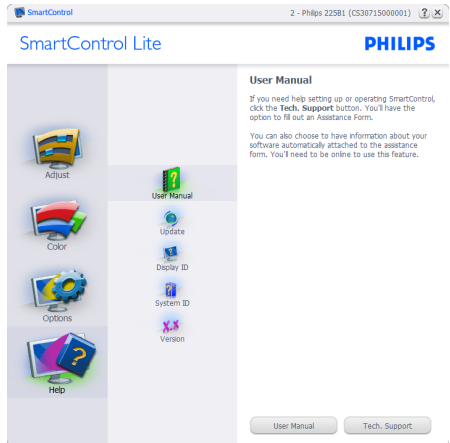 SmartControl
2 - Philips 225B1 (CS30715000001)
?
X
SmartControl Lite
PHILIPS
Adjust
Color
Options
?
Help
?
User Manual
Update
?
Display ID
?
System ID
X.X
Version
User Manual
If you need help setting up or operating SmartControl,
click the Tech. Support button. You'll have the
option to fill out an Assistance Form.
You can also choose to have information about your
software automatically attached to the assistance
form. You'll need to be online to use this feature.
User Manual
Tech. Support